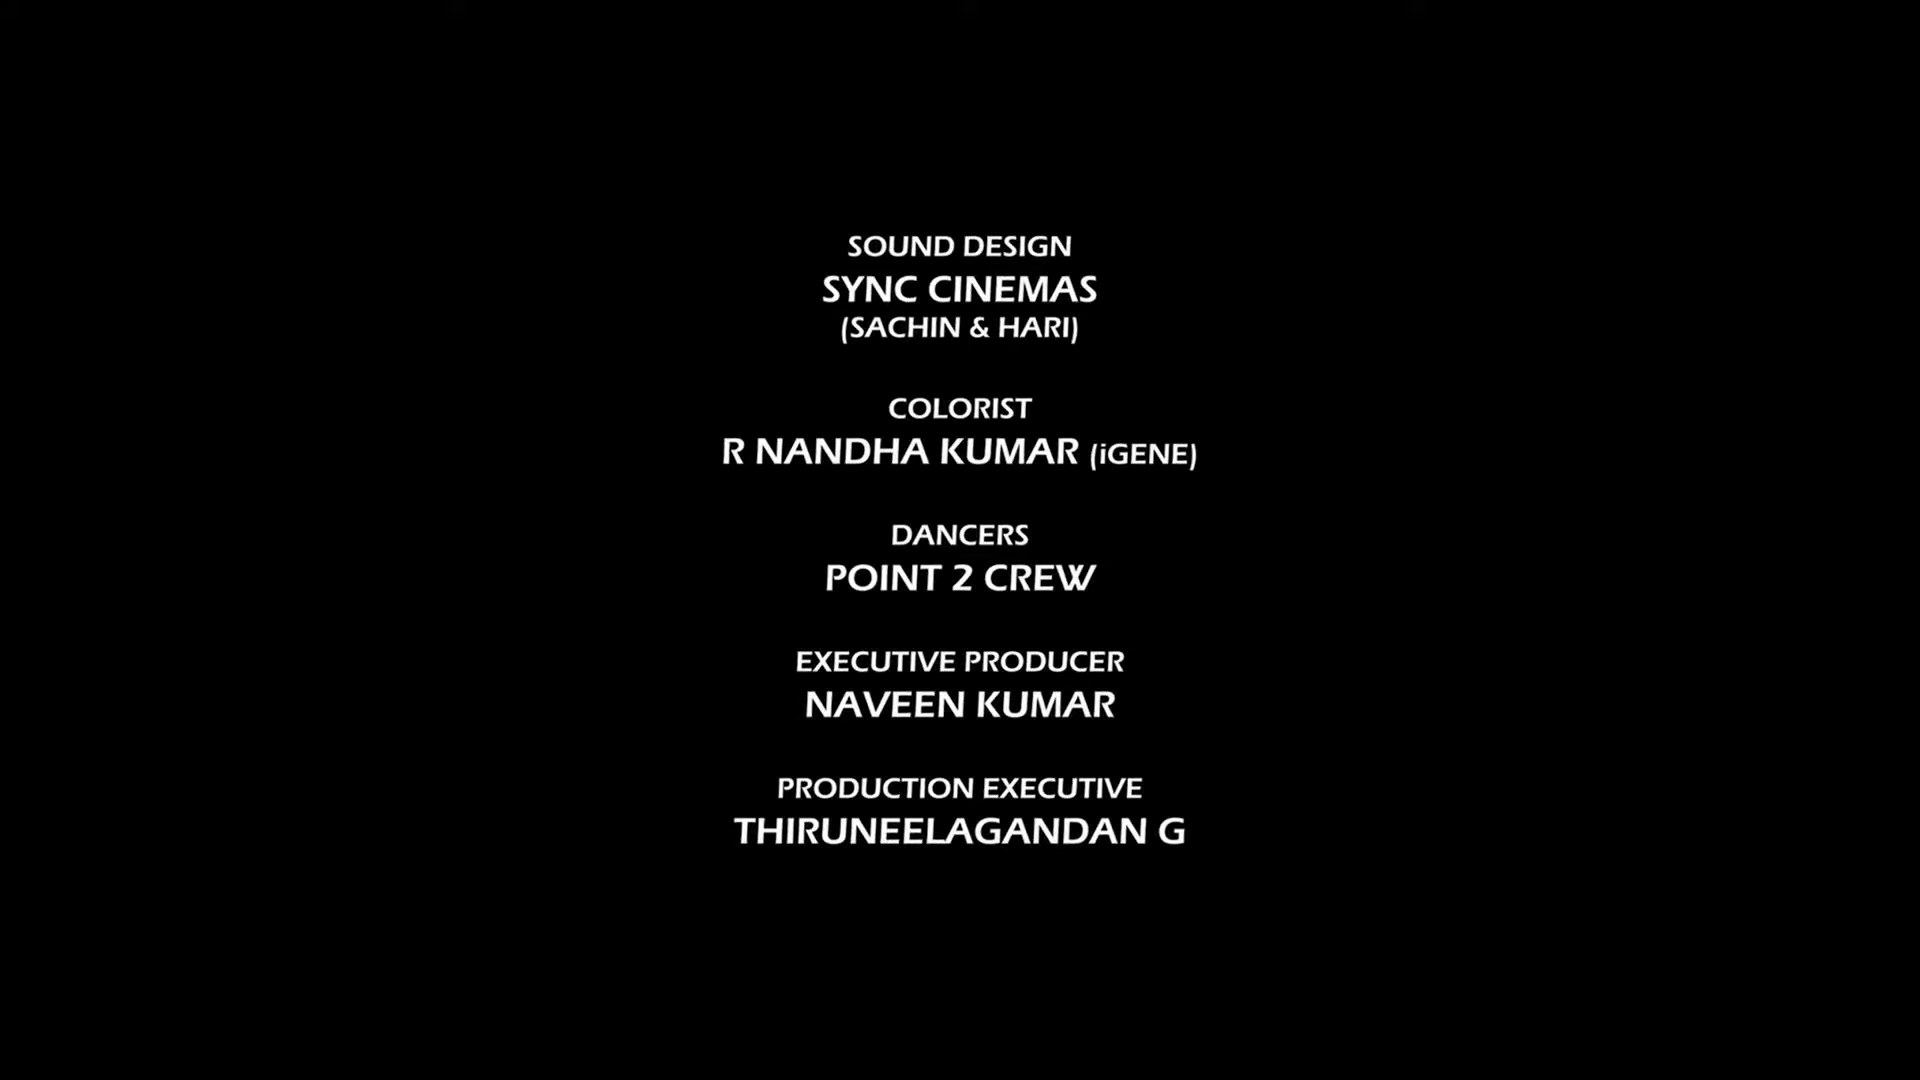 SOUND DESIGN
SYNC CINEMAS
(SACHIN & HARI)
COLORIST
R NANDHA KUMAR (iGENE)
DANCERS
POINT 2 CREW
EXECUTIVE PRODUCER
NAVEEN KUMAR
PRODUCTION EXECUTIVE
THIRUNEELAGANDAN G